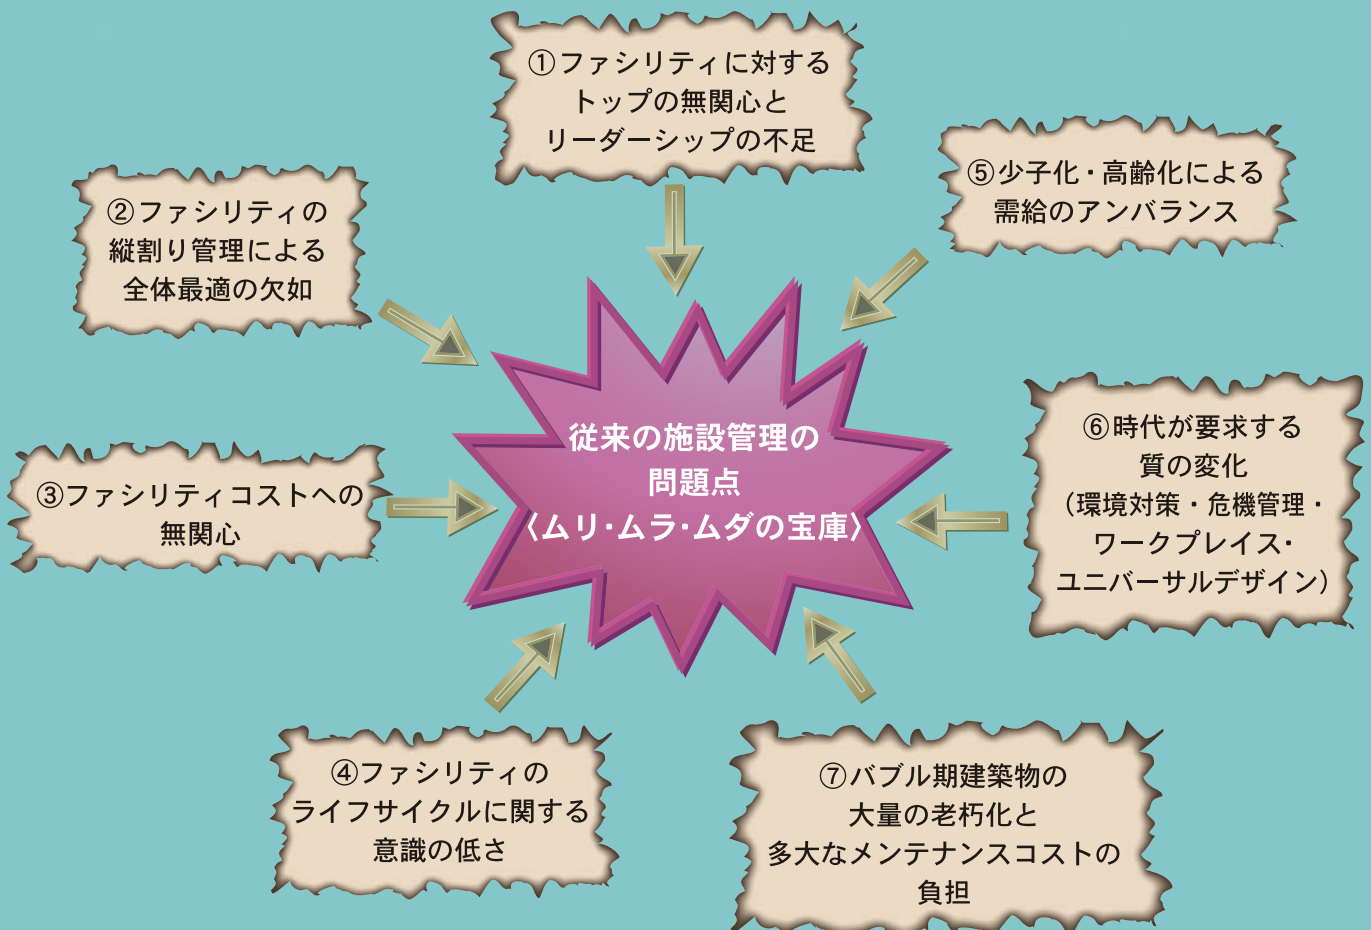 ①ファシリティに対する
トップの無関心と
リーダーシップの不足
②ファシリティの
縦割り管理による
全体最適の欠如
③ファシリティコストへの
無関心
④ファシリティの
ライフサイクルに関する
意識の低さ
⑤少子化・高齢化による
需給のアンバランス
⑥時代が要求する
質の変化
（環境対策・危機管理・
ワークプレイス・
ユニバーサルデザイン）
⑦バブル期建築物の
大量の老朽化と
多大なメンテナンスコストの
負担
従来の施設管理の
問題点
〈ムリ・ムラ・ムダの宝庫〉